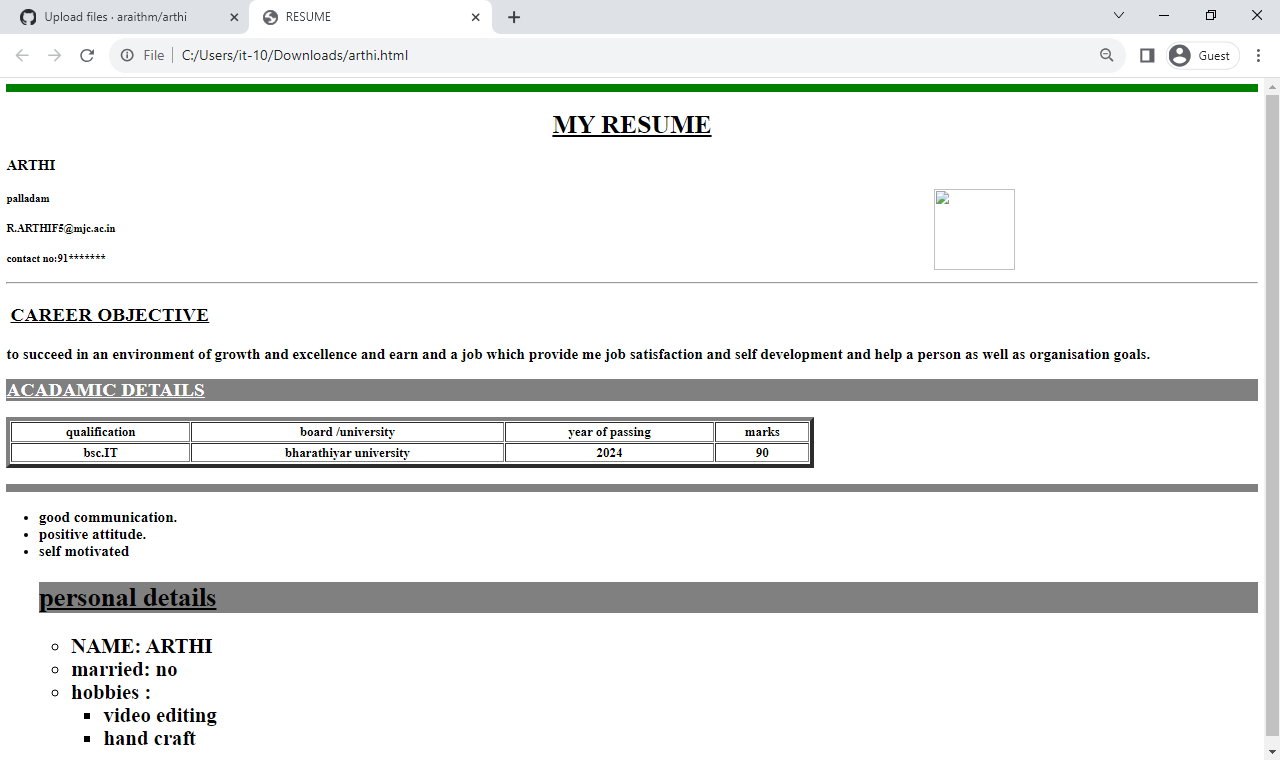 Upload files · araithm/arthi
RESUME
File
C:/Users/it-10/Downloads/arthi.html
Guest
MY RESUME
ARTHI
palladam
R.ARTHIF5@mjc.ac.in
contact no:91*******
CAREER OBJECTIVE
to succeed in an environment of growth and excellence and earn and a job which provide me job satisfaction and self development and help a person as well as organisation goals.
ACADAMIC DETAILS
qualification board /university year of passing marks
bsc.IT bharathiyar university 2024 90
good communication.
positive attitude.
self motivated
personal details
NAME: ARTHI
married: no
hobbies :
video editing
hand craft